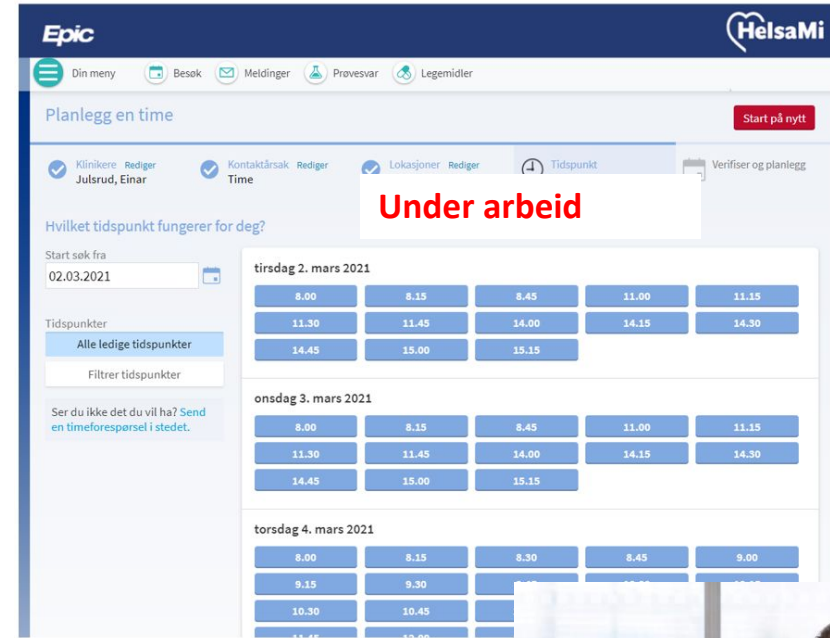 Epic
HelsaMi
Din meny Besøk Meldinger Prøvesvar Legemidler
Planlegg en time
Start på nytt
Klinikere Rediger
Julsrud, Einar
Kontaktårsak Rediger
Time
Lokasjoner Rediger
Tidspunkt
Verifiser og planlegg
Under arbeid
Hvilket tidspunkt fungerer for deg?
Start søk fra
02.03.2021
Tidspunkter
Alle ledige tidspunkter
Filtrer tidspunkter
Ser du ikke det du vil ha? Send
en timeforespørsel i stedet.
tirsdag 2. mars 2021
8.00 8.15 8.45 11.00 11.15
11.30 11.45 14.00 14.15 14.30
14.45 15.00 15.15
onsdag 3. mars 2021
8.00 8.15 8.45 11.00 11.15
11.30 11.45 14.00 14.15 14.30
14.45 15.00 15.15
torsdag 4. mars 2021
8.00 8.15 8.30 8.45 9.00
9.15 9.30
10.30 10.45